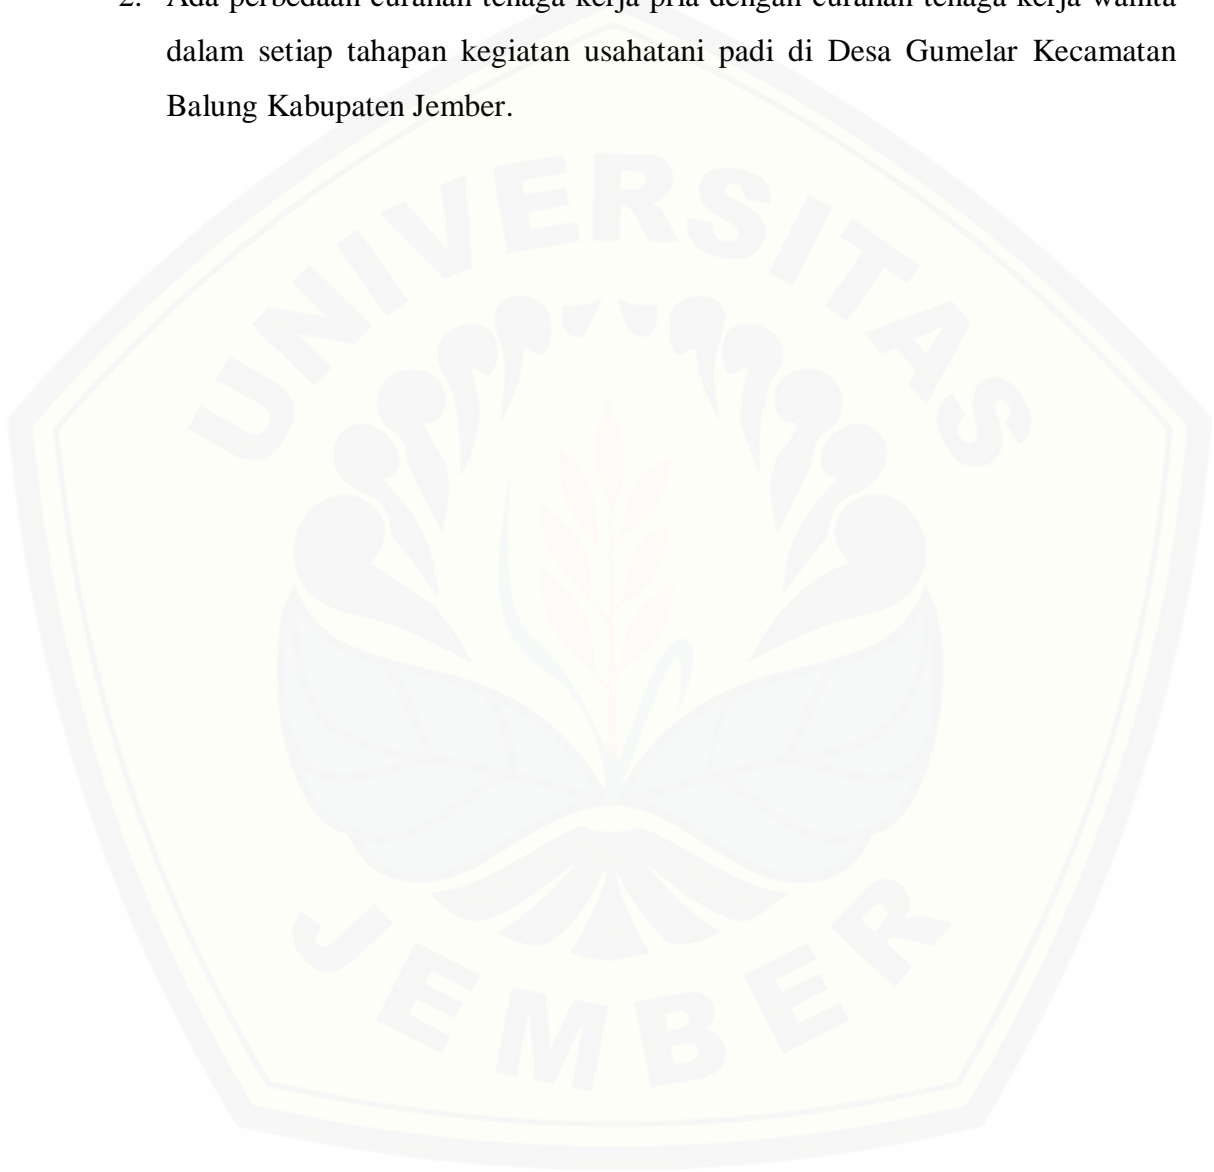 2. Ada perbedaan curahan tenaga kerja pria dengan curahan tenaga kerja wanita
dalam setiap tahapan kegiatan usahatani padi di Desa Gumelar Kecamatan
Balung Kabupaten Jember.
UNIVERSITAS
JEMBER